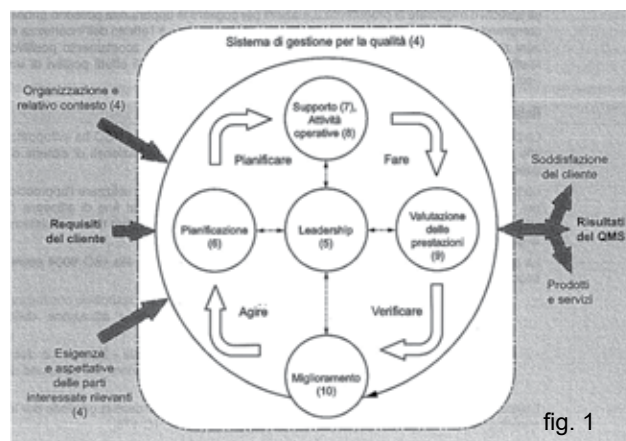 Sistema di gestione per la qualità (4)
Organizzazione e
relativo contesto (4)
Supporto (7),
Attività
operative (8)
Pianificare
Fare
Soddisfazione
del cliente
Requisiti
del cliente
Pianificazione
(6)
Leadership
(5)
Valutazione
delle
prestazioni
(9)
Risultati
del QMS
Agire
Verificare
Prodotti
e servizi
Esigenza
e aspettative
delle parti
interessate rilevanti
(4)
Miglioramento
(10)
fig. 1